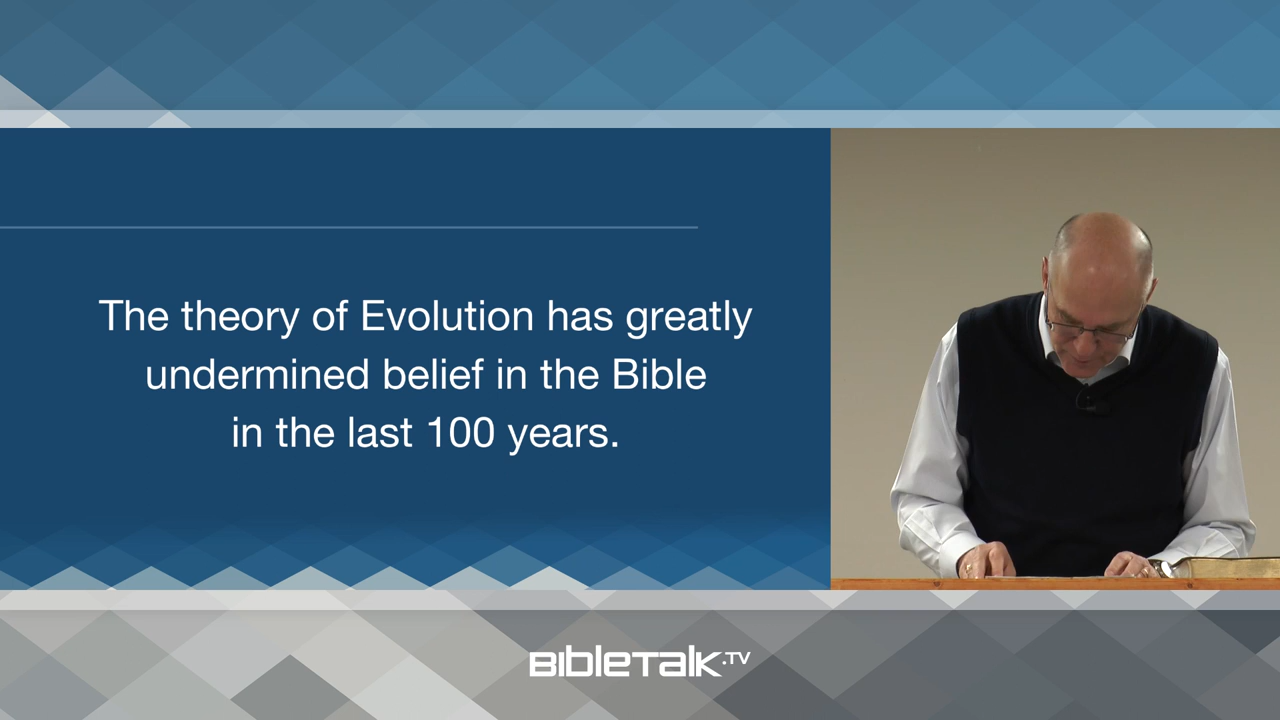 The theory of Evolution has greatly
undermined belief in the Bible
in the last 100 years.
BIBLETALK.TV